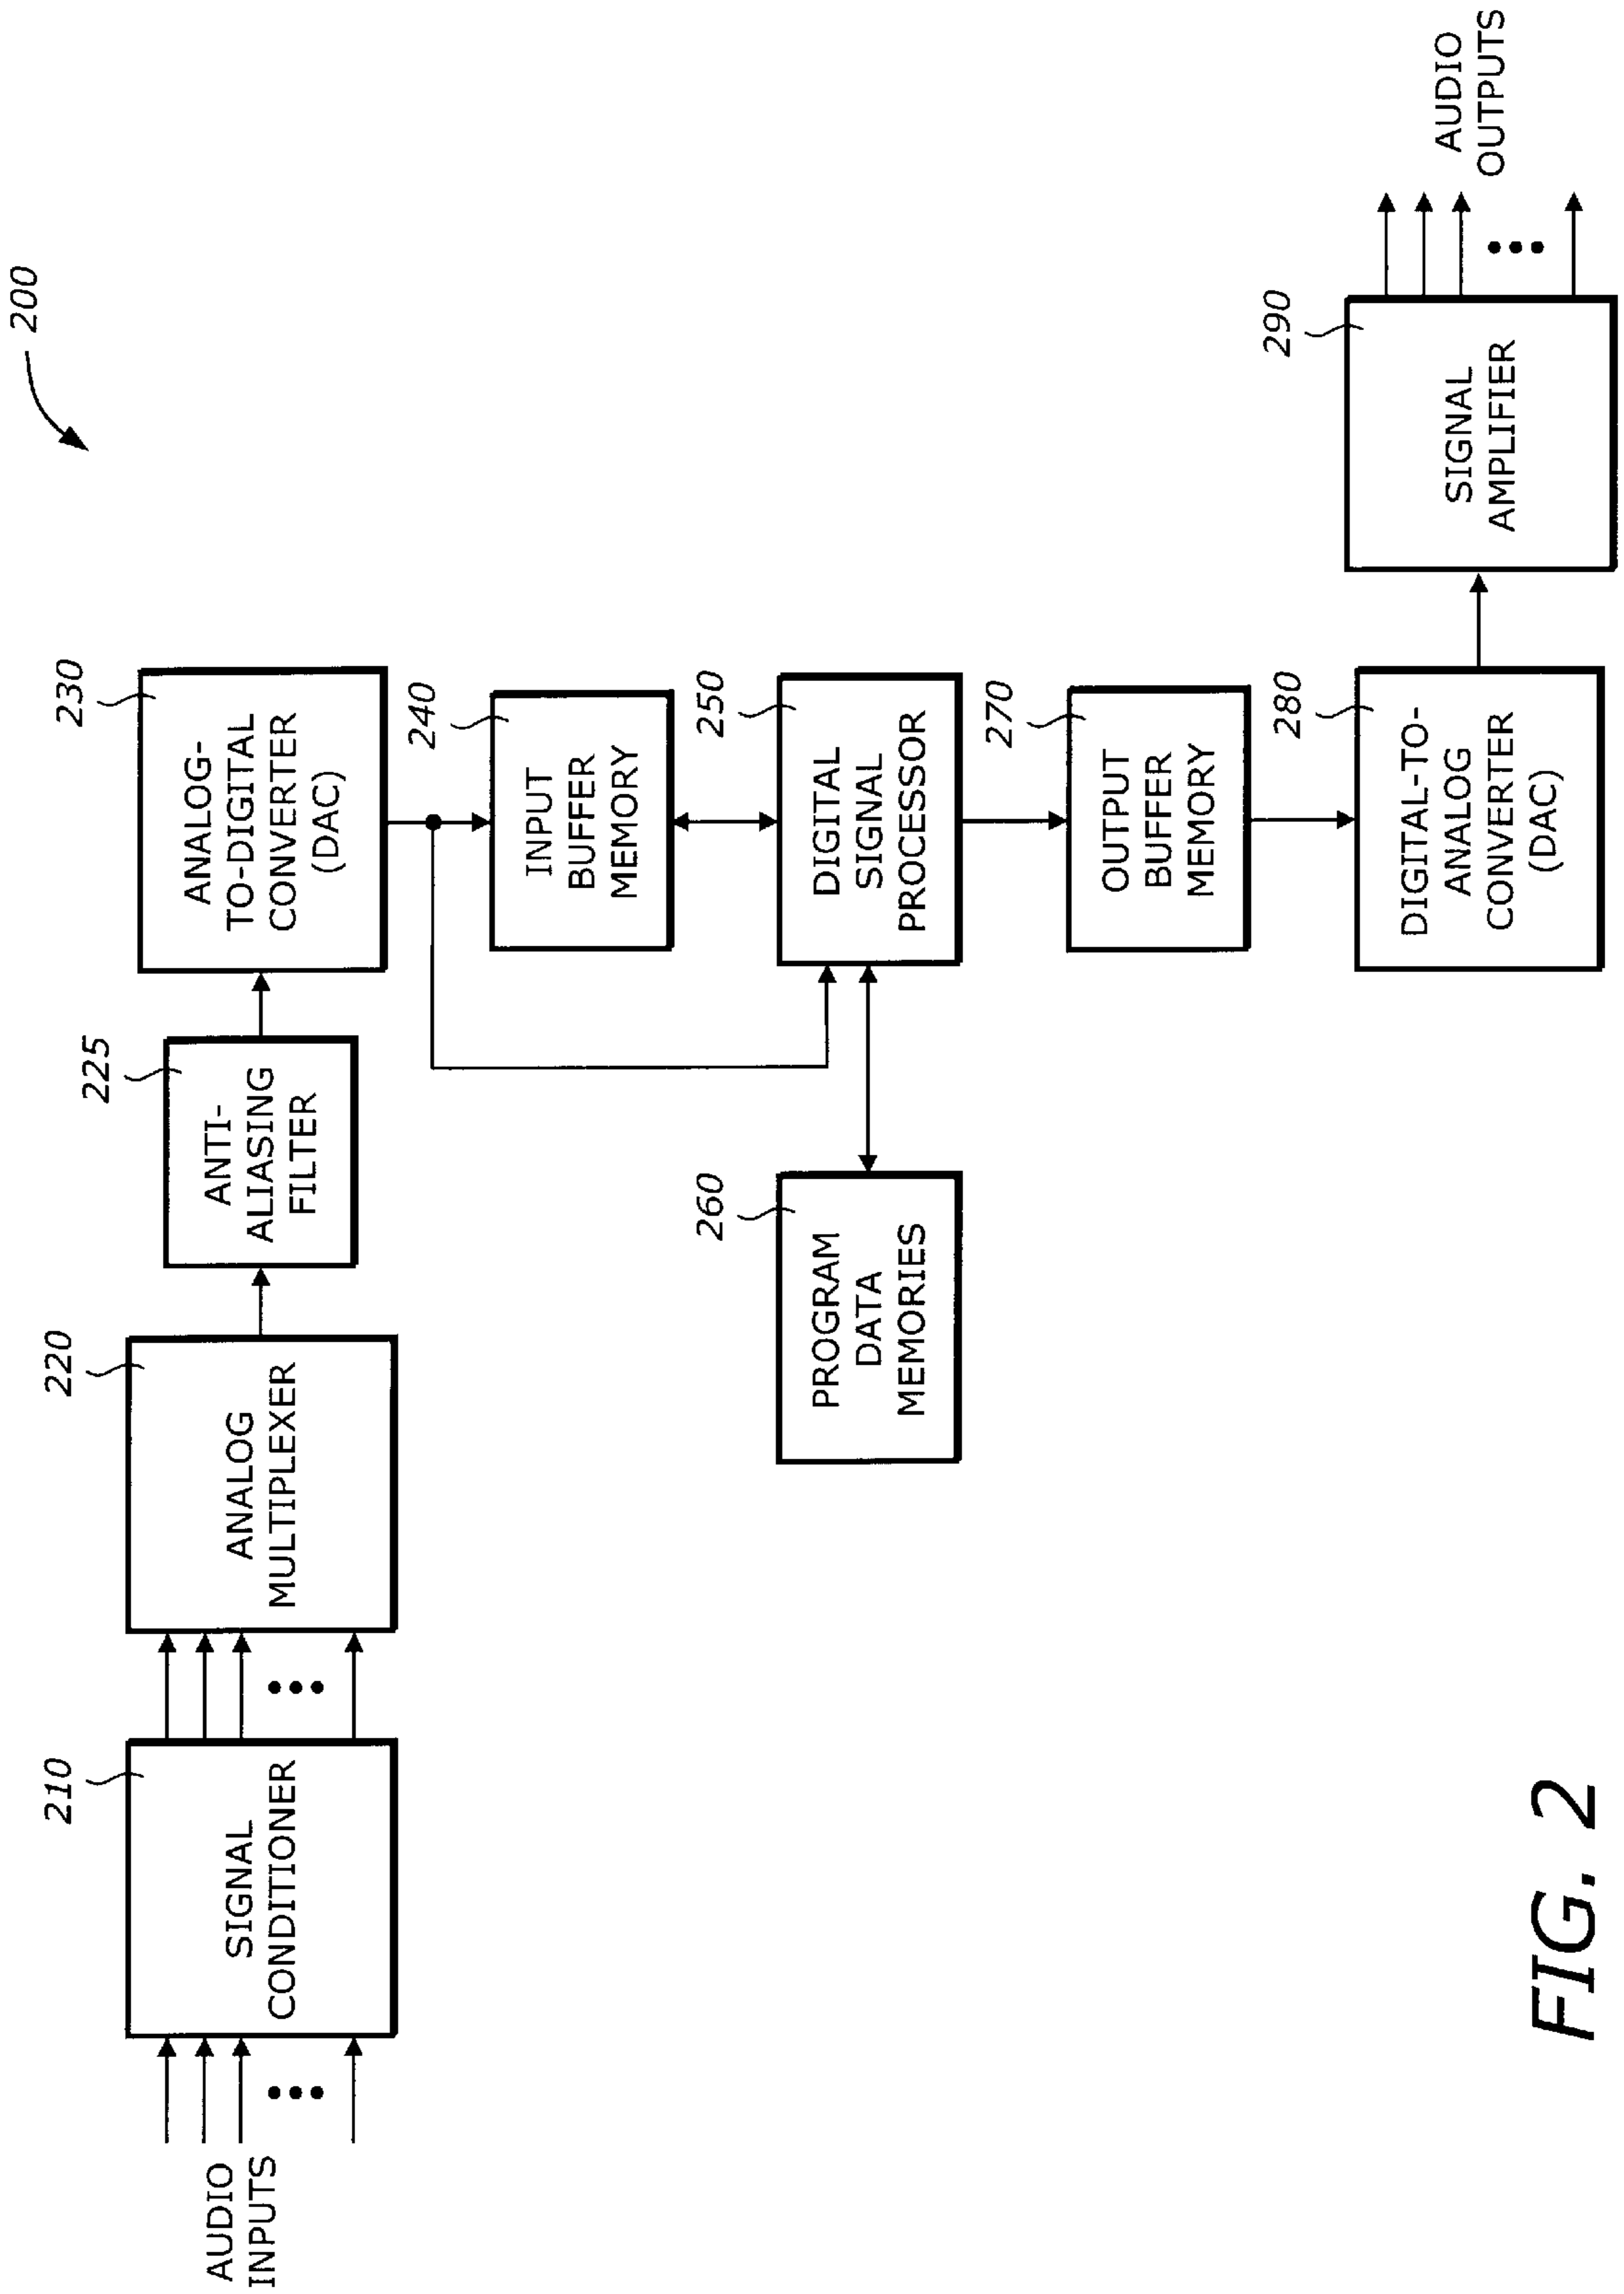 200
210
SIGNAL
CONDITIONER
AUDIO
INPUTS
220
ANALOG
MULTIPLEXER
225
ANTI-
ALIASING
FILTER
230
ANALOG-
TO-DIGITAL
CONVERTER
(DAC)
240
INPUT
BUFFER
MEMORY
250
DIGITAL
SIGNAL
PROCESSOR
260
PROGRAM
DATA
MEMORIES
270
OUTPUT
BUFFER
MEMORY
280
DIGITAL-TO-
ANALOG
CONVERTER
(DAC)
290
SIGNAL
AMPLIFIER
AUDIO
OUTPUTS
FIG. 2